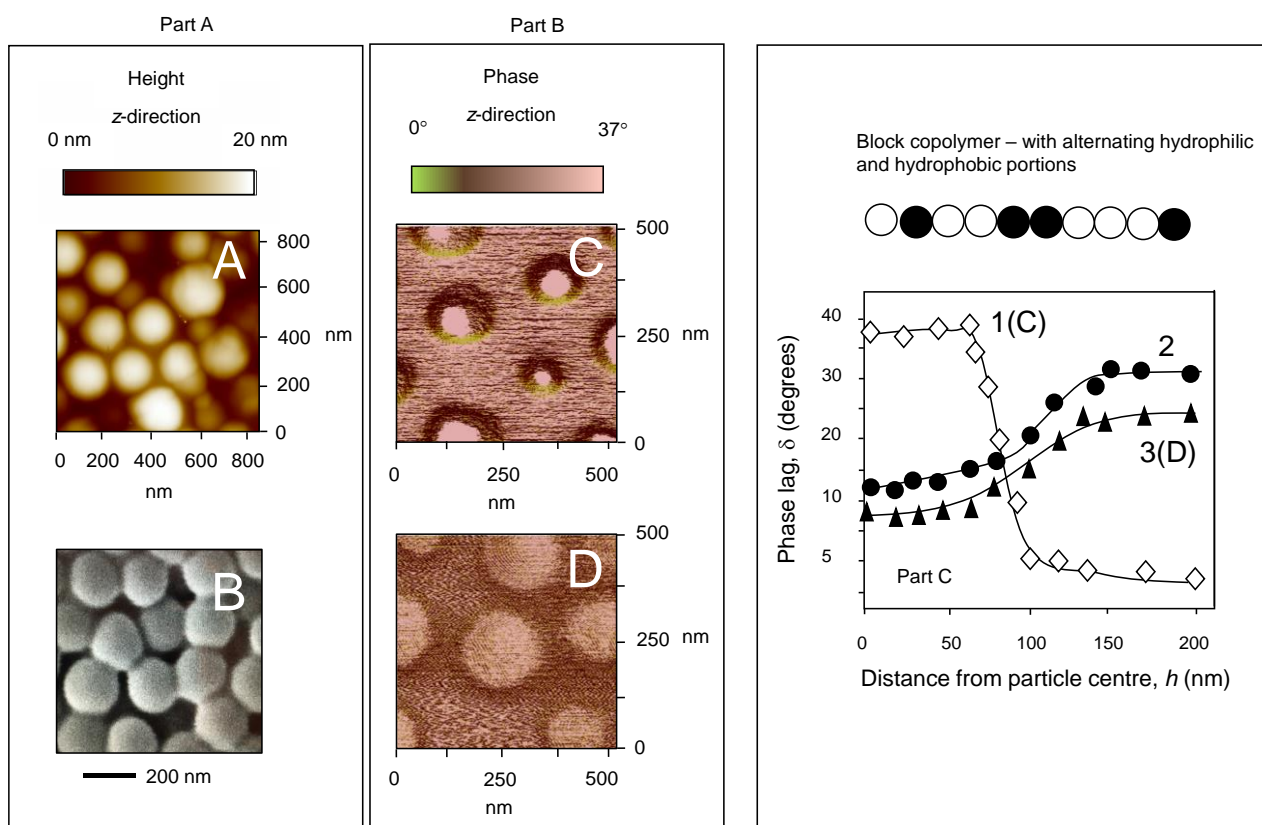 Part A
Height
z-direction
0 nm 20 nm
A
800
600
400 nm
200
0
0 200 400 600 800
nm
B
200 nm
Part B
Phase
z-direction
0° 37°
C
500
250 nm
0
0 250 500
nm
D
500
250 nm
0
0 250 500
nm
Block copolymer – with alternating hydrophilic
and hydrophobic portions
40
30
20
10
5
Phase lag, δ (degrees)
1(C)
2
3(D)
Part C
0 50 100 150 200
Distance from particle centre, h (nm)